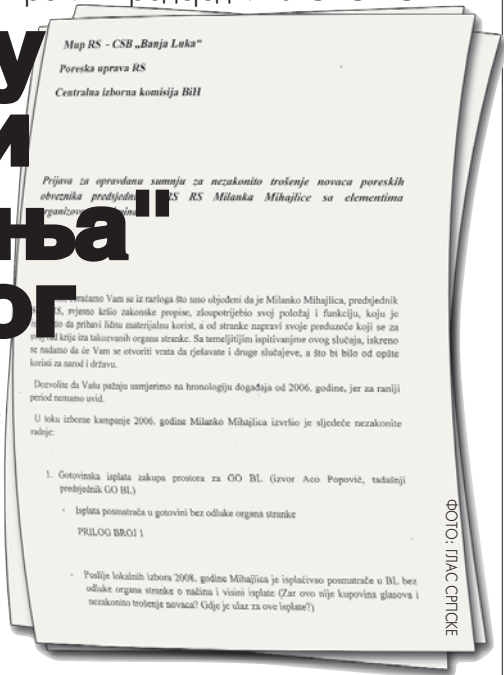 у
и
ња"
ог
Mup RS - CSB „Banja Luka“
Poreska uprava RS
Centralna izborna komisija BiH
Prijava za opravdanu sumnju za nezakonito trošenje novaca poreskih
obveznika RS RS Milanka Mihajlice sa elementima
Vam se iz razloga što smo ubjeđeni da je Milanko Mihajlica, predsjednik
svjesno kršio zakonske propise, zloupotrijebio svoj položaj i funkciju, koju je
da pribavi ličnu materijalnu korist, a od stranke napravi svoje preduzeće koji se za
krije iza takozvanih organa stranke. Sa temeljitijim ispitivanjme ovog slučaja, iskreno
se nadamo da će Vam se otvoriti vrata da rješavate i druge slučajeve, a što bi bilo od opšte
koristi za narod i državu.
Dozvolite da Vašu pažnju usmjerimo na hronologiju događaja od 2006. godine, jer za raniji
period nemamo uvid.
U toku izborne kampanje 2006. godine Milanko Mihajlica izvršio je sljedeće nezakonite
radnje:
1. Gotovinska isplata zakupa prostora za GO BL (izvor Aco Popović, tadašnji
predsjednik GO BL)
- Isplata posmatrača u gotovini bez odluke organa stranke
PRILOG BROJ 1
- Poslije lokalnih izbora 2008. godine Mihajlica je isplaćivao posmatrače u BL bez
odluke organa stranke o načinu i visini isplate (Zar ovo nije kupovina glasova i
nezakonito trošenje novaca? Gdje je ulaz za ove isplate?)
ФОТО: ГЛАС СРПСКЕ